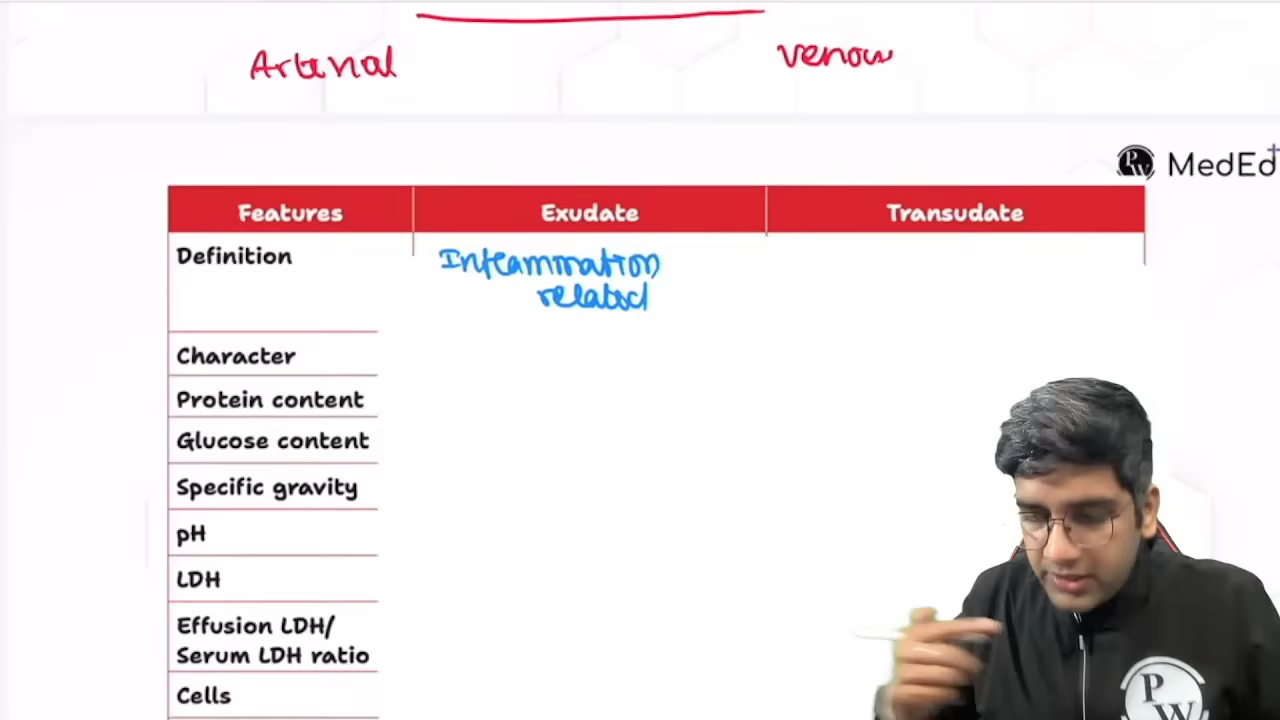 Arterial
Venous
PW MedEd+
Features Exudate Transudate
Definition
Inflammation
related
Character
Protein content
Glucose content
Specific gravity
pH
LDH
Effusion LDH/
Serum LDH ratio
Cells
PW